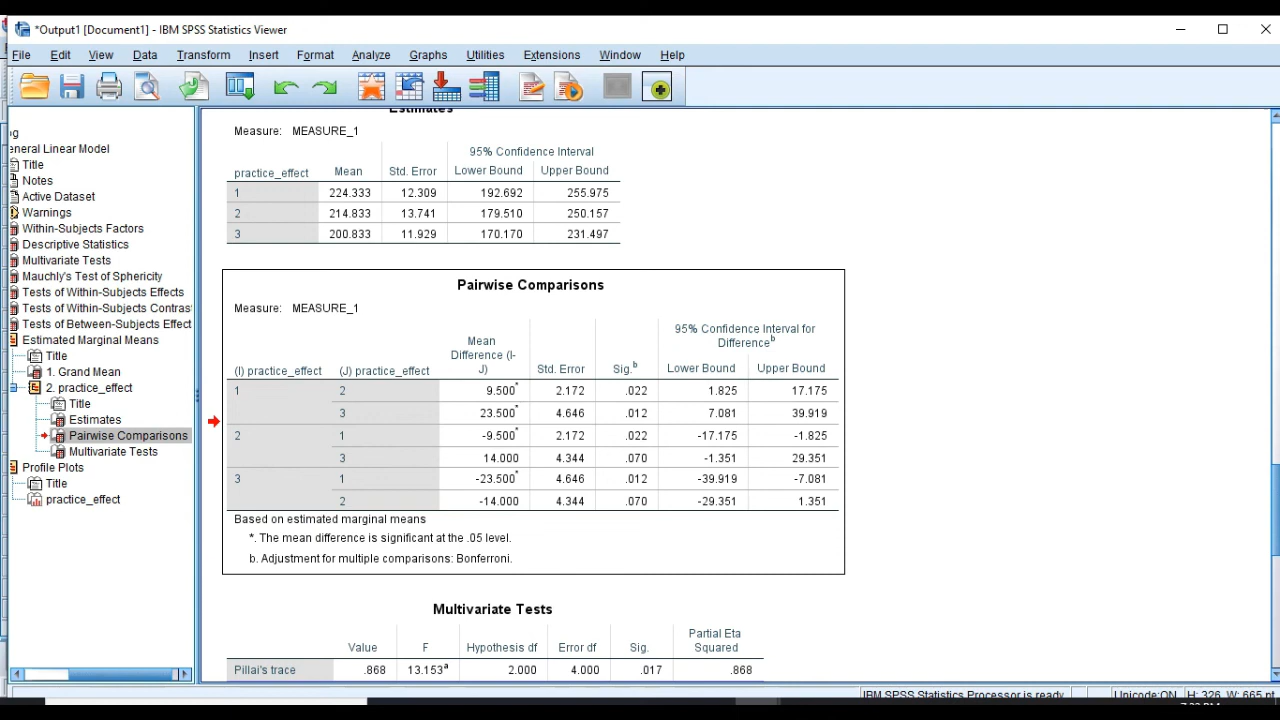 *Output1 [Document1] - IBM SPSS Statistics Viewer
File Edit View Data Transform Insert Format Analyze Graphs Utilities Extensions Window Help
og
eneral Linear Model
Title
Notes
Active Dataset
Warnings
Within-Subjects Factors
Descriptive Statistics
Multivariate Tests
Mauchly's Test of Sphericity
Tests of Within-Subjects Effects
Tests of Within-Subjects Contras
Tests of Between-Subjects Effect
Estimated Marginal Means
Title
1. Grand Mean
2. practice_effect
Title
Estimates
Pairwise Comparisons
Multivariate Tests
Profile Plots
Title
practice_effect
Estimates
Measure: MEASURE_1
95% Confidence Interval
practice_effect Mean Std. Error Lower Bound Upper Bound
1 224.333 12.309 192.692 255.975
2 214.833 13.741 179.510 250.157
3 200.833 11.929 170.170 231.497
Pairwise Comparisons
Measure: MEASURE_1
95% Confidence Interval for
Differenceb
Mean
Difference (I-
J)
(I) practice_effect (J) practice_effect Std. Error Sig.b Lower Bound Upper Bound
1 2 9.500* 2.172 .022 1.825 17.175
3 23.500* 4.646 .012 7.081 39.919
2 1 -9.500* 2.172 .022 -17.175 -1.825
3 14.000 4.344 .070 -1.351 29.351
3 1 -23.500* 4.646 .012 -39.919 -7.081
2 -14.000 4.344 .070 -29.351 1.351
Based on estimated marginal means
*. The mean difference is significant at the .05 level.
b. Adjustment for multiple comparisons: Bonferroni.
Multivariate Tests
Partial Eta
Squared
Value F Hypothesis df Error df Sig.
Pillai's trace .868 13.153a 2.000 4.000 .017 .868
IBM SPSS Statistics Processor is ready Unicode:ON H: 326, W: 665 pt